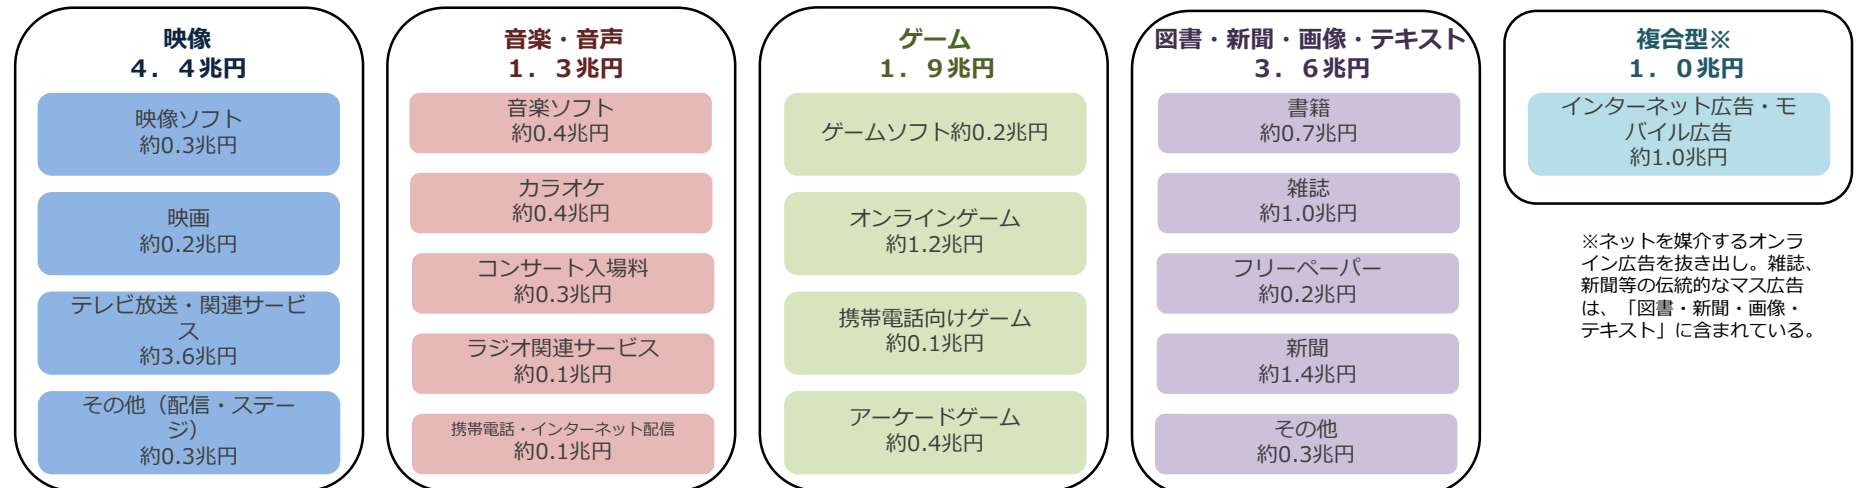 映像
４．４兆円
映像ソフト
約0.3兆円
映画
約0.2兆円
テレビ放送・関連サービ
ス
約3.6兆円
その他（配信・ステー
ジ）
約0.3兆円
音楽・音声
１．３兆円
音楽ソフト
約0.4兆円
カラオケ
約0.4兆円
コンサート入場料
約0.3兆円
ラジオ関連サービス
約0.1兆円
携帯電話・インターネット配信
約0.1兆円
ゲーム
１．９兆円
ゲームソフト約0.2兆円
オンラインゲーム
約1.2兆円
携帯電話向けゲーム
約0.1兆円
アーケードゲーム
約0.4兆円
図書・新聞・画像・テキスト
３．６兆円
書籍
約0.7兆円
雑誌
約1.0兆円
フリーペーパー
約0.2兆円
新聞
約1.4兆円
その他
約0.3兆円
複合型※
１．０兆円
インターネット広告・モ
バイル広告
約1.0兆円
※ネットを媒介するオンラ
イン広告を抜き出し。雑誌、
新聞等の伝統的なマス広告
は、「図書・新聞・画像・
テキスト」に含まれている。